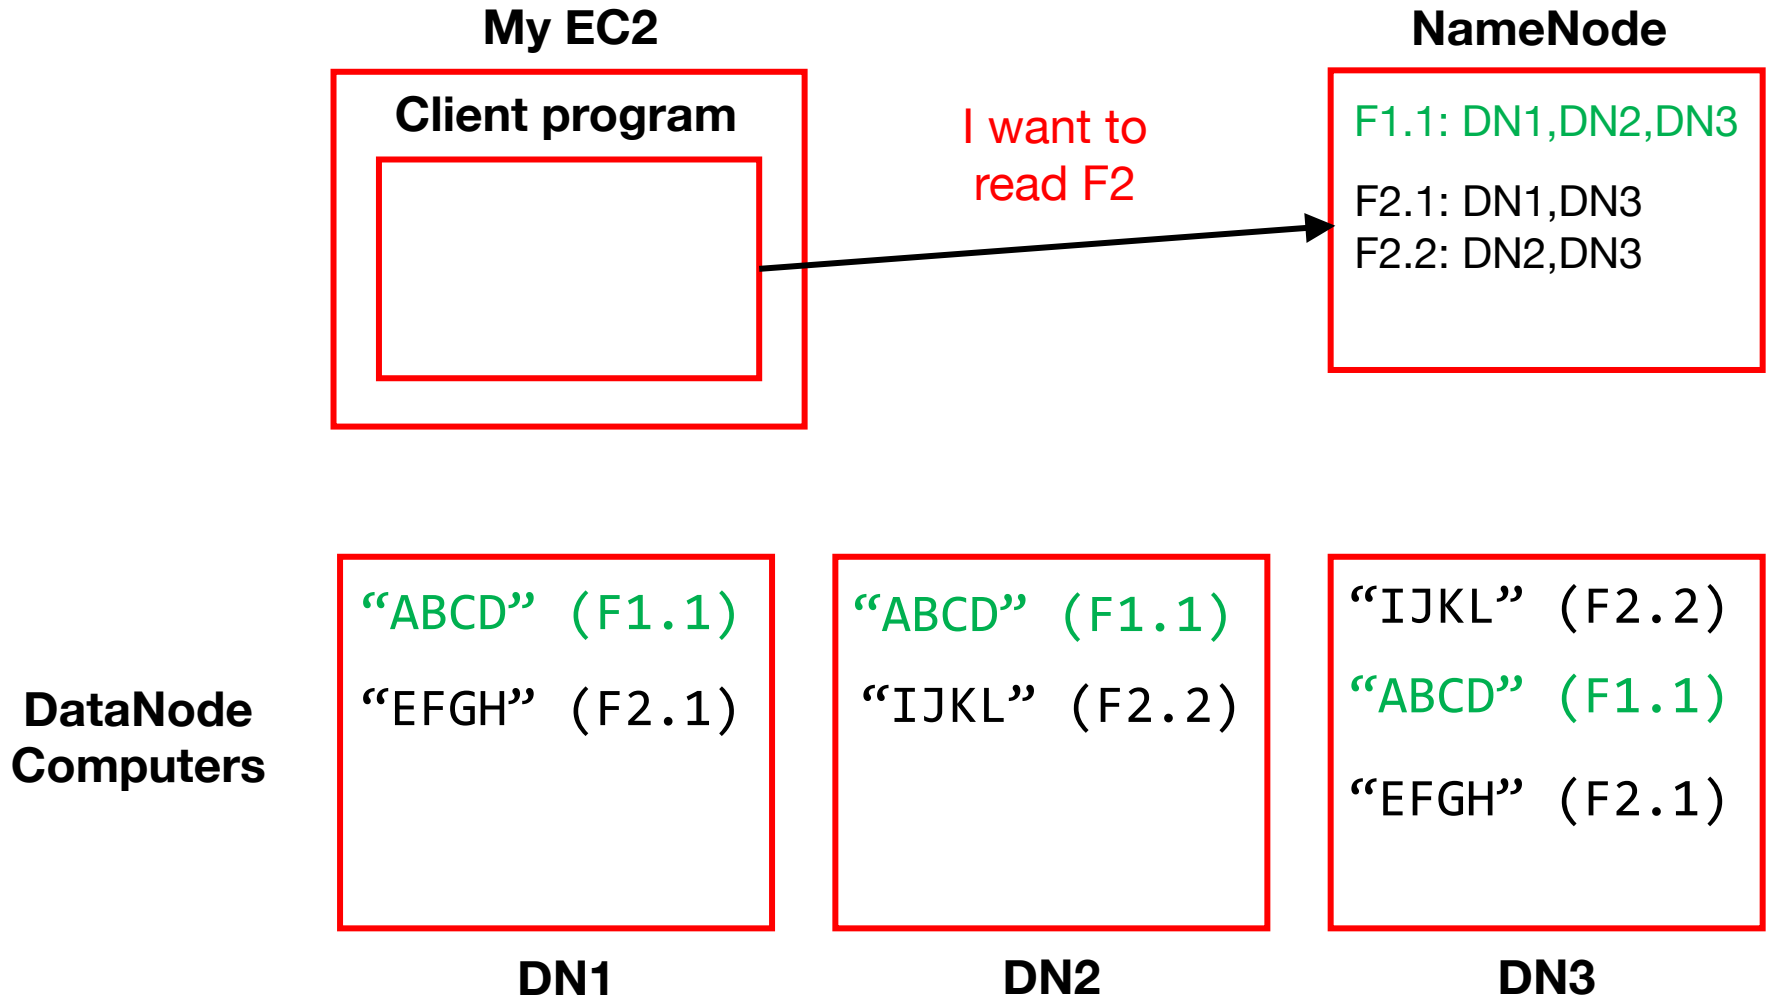 My EC2
Client program
I want to
read F2
NameNode
F1.1: DN1,DN2,DN3
F2.1: DN1,DN3
F2.2: DN2,DN3
DataNode
Computers
“ABCD” (F1.1)
“EFGH” (F2.1)
DN1
“ABCD” (F1.1)
“IJKL” (F2.2)
DN2
“IJKL” (F2.2)
“ABCD” (F1.1)
“EFGH” (F2.1)
DN3